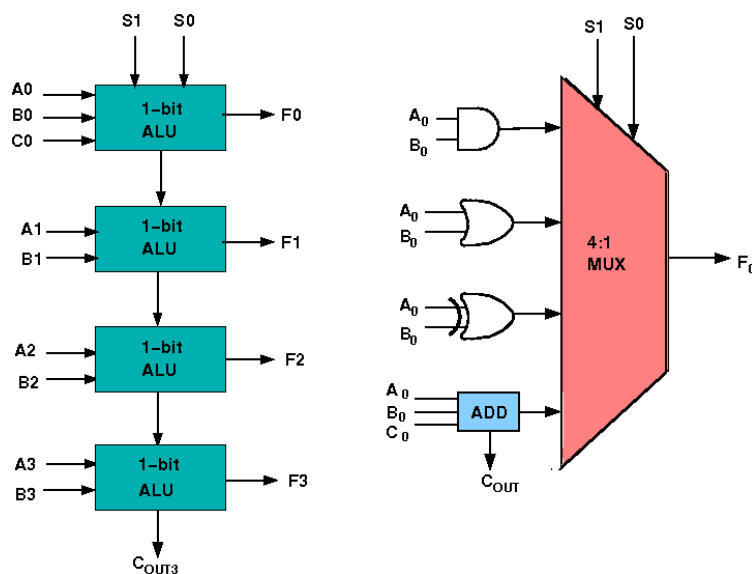 S1 S0
A0
B0
C0
1-bit
ALU
F0
A1
B1
1-bit
ALU
F1
A2
B2
1-bit
ALU
F2
A3
B3
1-bit
ALU
F3
COUT3
S1 S0
A0
B0
A0
B0
A0
B0
A0
B0
C0
ADD
COUT
4:1
MUX
F0